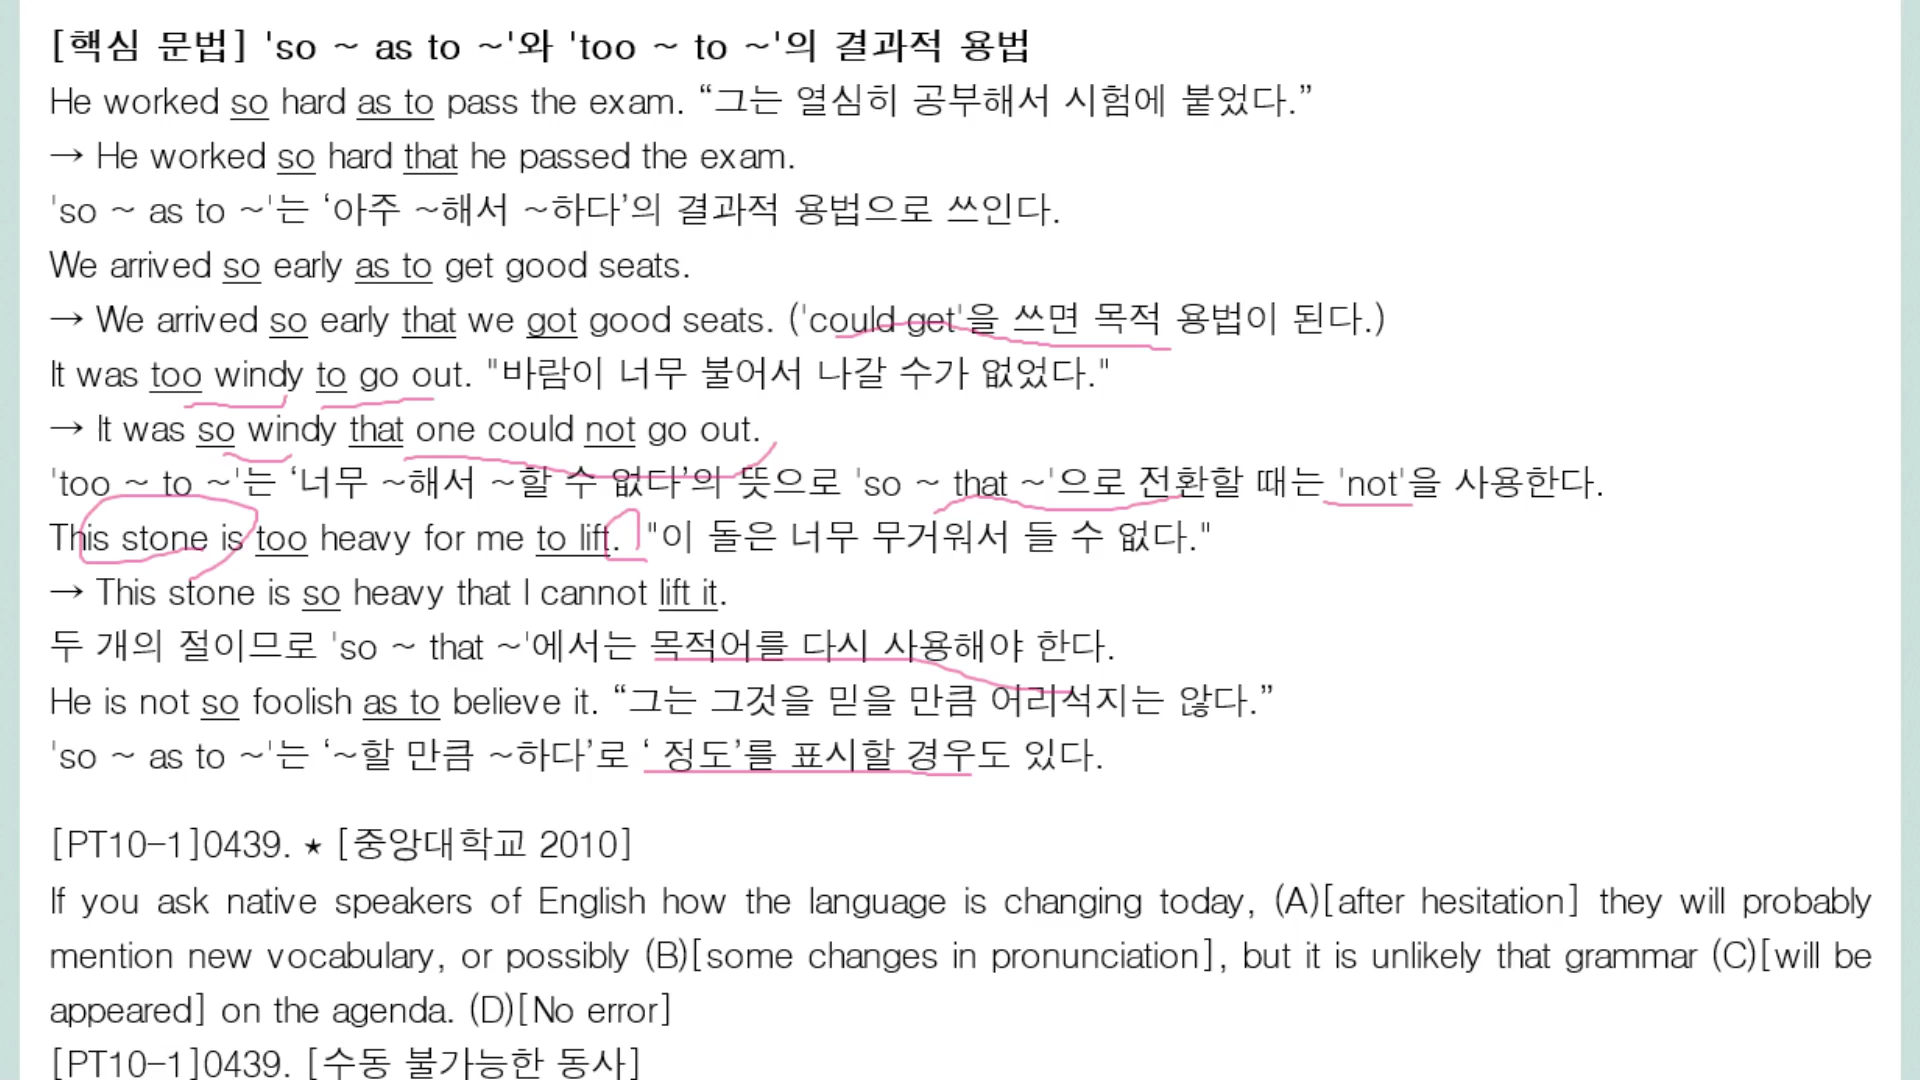 [핵심 문법] 'so ~ as to ~'와 'too ~ to ~'의 결과적 용법
He worked so hard as to pass the exam. “그는 열심히 공부해서 시험에 붙었다.”
→ He worked so hard that he passed the exam.
'so ~ as to ~'는 ‘아주 ~해서 ~하다’의 결과적 용법으로 쓰인다.
We arrived so early as to get good seats.
→ We arrived so early that we got good seats. ('could get'을 쓰면 목적 용법이 된다.)
It was too windy to go out. "바람이 너무 불어서 나갈 수가 없었다."
→ It was so windy that one could not go out.
'too ~ to ~'는 ‘너무 ~해서 ~할 수 없다’의 뜻으로 'so ~ that ~'으로 전환할 때는 'not'을 사용한다.
This stone is too heavy for me to lift. "이 돌은 너무 무거워서 들 수 없다."
→ This stone is so heavy that I cannot lift it.
두 개의 절이므로 'so ~ that ~'에서는 목적어를 다시 사용해야 한다.
He is not so foolish as to believe it. “그는 그것을 믿을 만큼 어리석지는 않다.”
'so ~ as to ~'는 ‘~할 만큼 ~하다’로 ‘ 정도’를 표시할 경우도 있다.
[PT10-1]0439. ★ [중앙대학교 2010]
If you ask native speakers of English how the language is changing today, (A)[after hesitation] they will probably
mention new vocabulary, or possibly (B)[some changes in pronunciation], but it is unlikely that grammar (C)[will be
appeared] on the agenda. (D)[No error]
[PT10-1]0439. [수동 불가능한 동사]